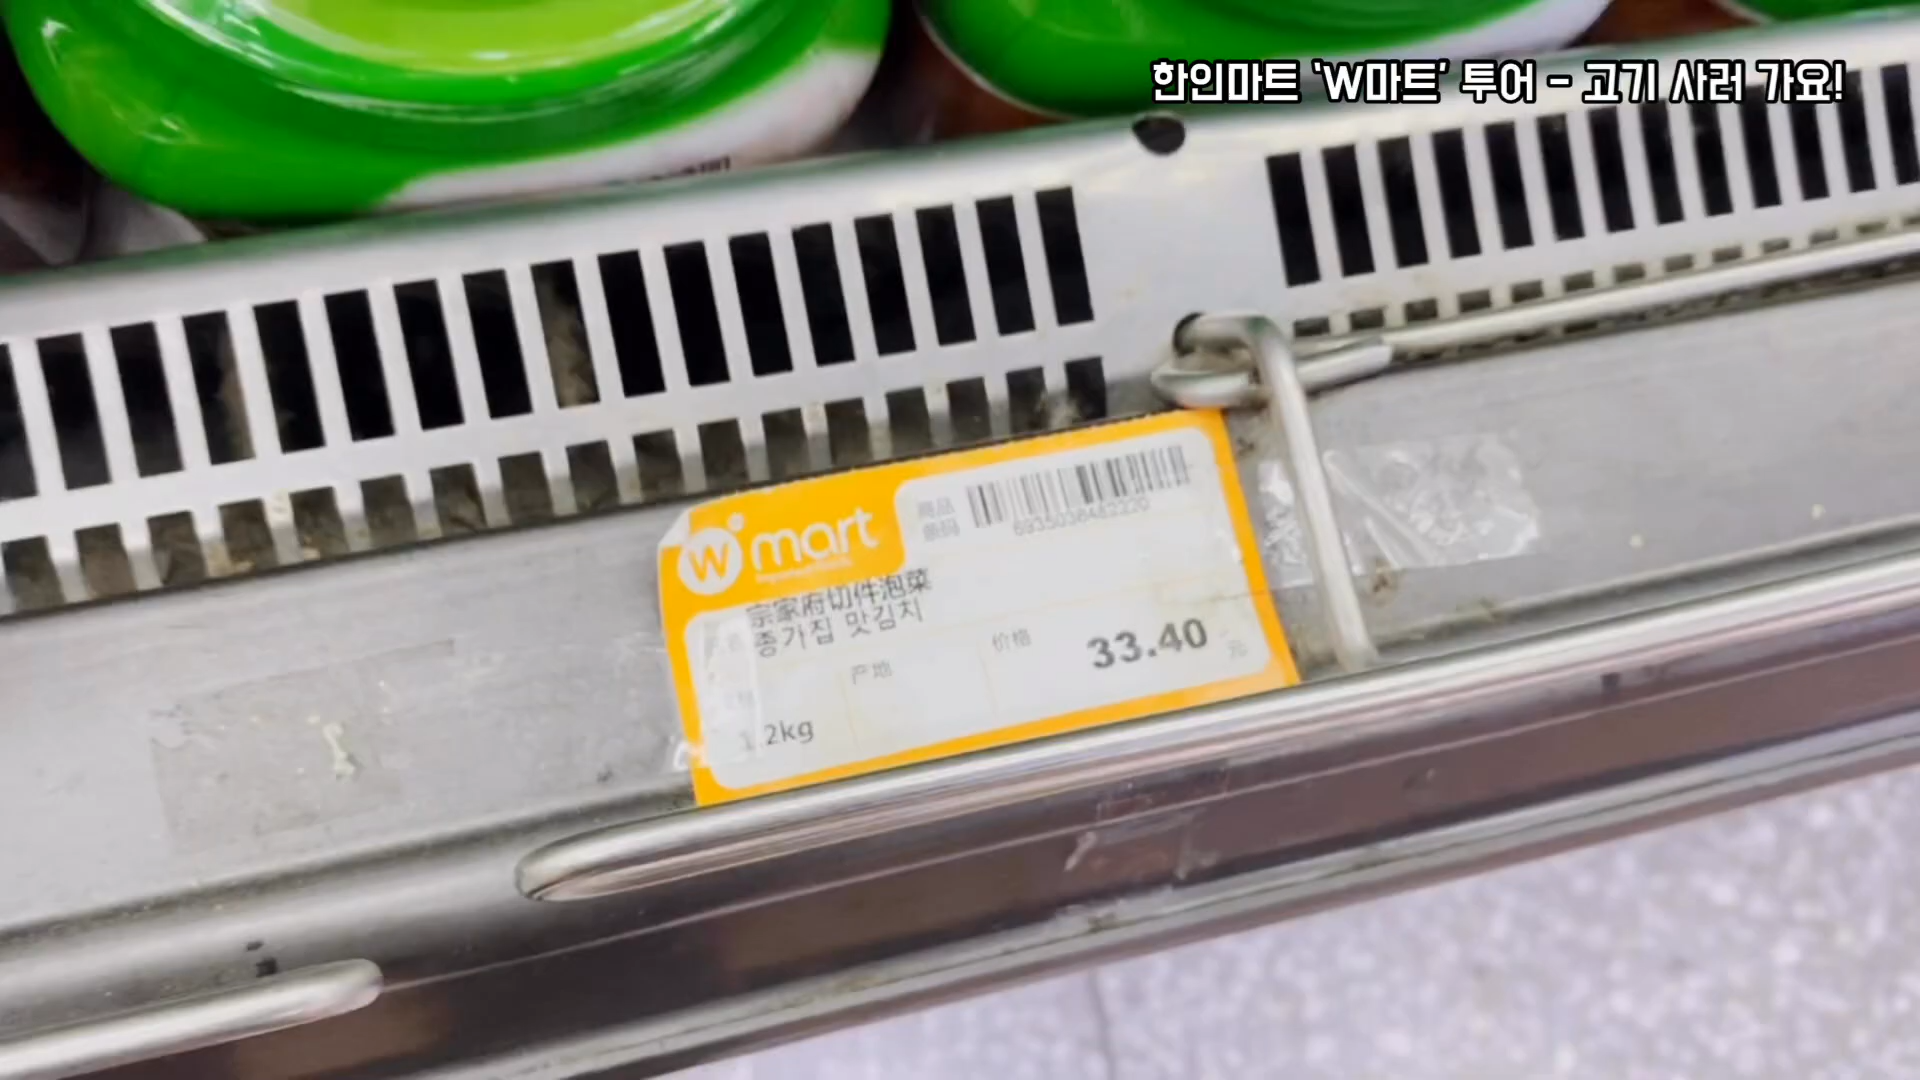 한인마트 'W마트' 투어 - 고기 사러 가요!
W mart
商品
条码
6935038462220
宗家府切件泡菜
종가집 맛김치
产地
价格
33.40
元
1.2kg